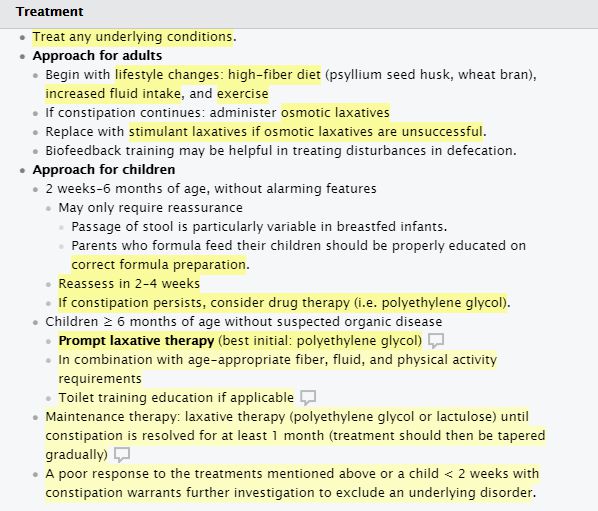 Treatment
Treat any underlying conditions.
Approach for adults
Begin with lifestyle changes: high-fiber diet (psyllium seed husk, wheat bran),
increased fluid intake, and exercise
If constipation continues: administer osmotic laxatives
Replace with stimulant laxatives if osmotic laxatives are unsuccessful.
Biofeedback training may be helpful in treating disturbances in defecation.
Approach for children
2 weeks–6 months of age, without alarming features
May only require reassurance
Passage of stool is particularly variable in breastfed infants.
Parents who formula feed their children should be properly educated on
correct formula preparation.
Reassess in 2–4 weeks
If constipation persists, consider drug therapy (i.e. polyethylene glycol).
Children ≥ 6 months of age without suspected organic disease
Prompt laxative therapy (best initial: polyethylene glycol)
In combination with age-appropriate fiber, fluid, and physical activity
requirements
Toilet training education if applicable
Maintenance therapy: laxative therapy (polyethylene glycol or lactulose) until
constipation is resolved for at least 1 month (treatment should then be tapered
gradually)
A poor response to the treatments mentioned above or a child < 2 weeks with
constipation warrants further investigation to exclude an underlying disorder.